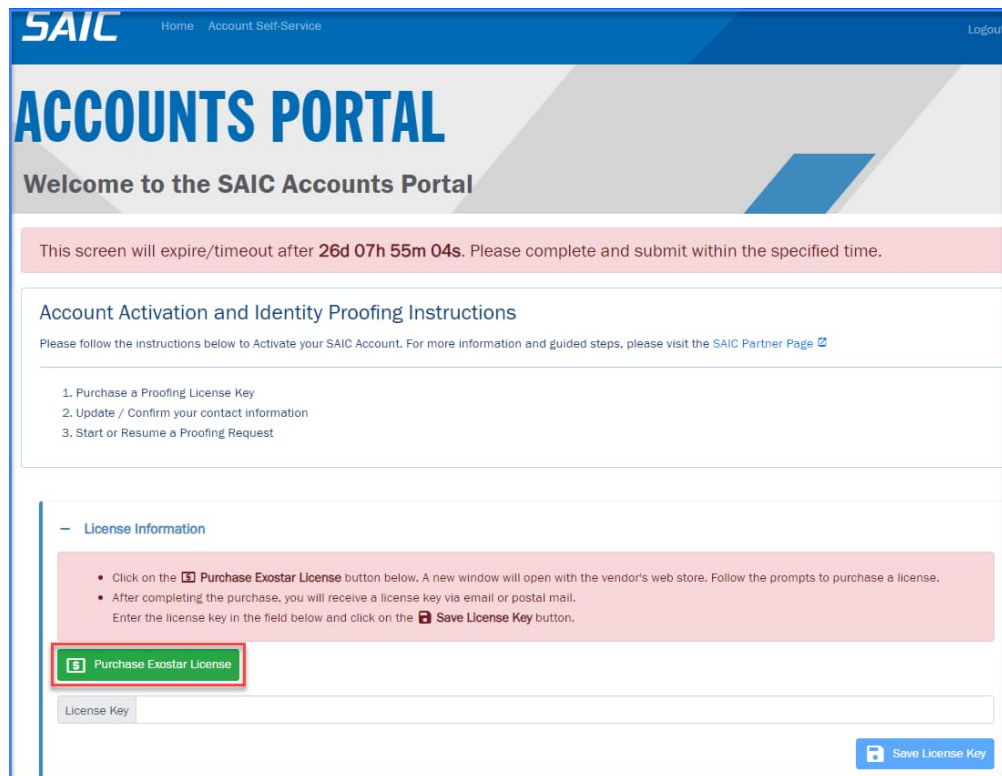 SAIC Home Account Self-Service Logout
ACCOUNTS PORTAL
Welcome to the SAIC Accounts Portal
This screen will expire/timeout after 26d 07h 55m 04s. Please complete and submit within the specified time.
Account Activation and Identity Proofing Instructions
Please follow the instructions below to Activate your SAIC Account. For more information and guided steps, please visit the SAIC Partner Page
1. Purchase a Proofing License Key
2. Update / Confirm your contact information
3. Start or Resume a Proofing Request
− License Information
• Click on the $ Purchase Exostar License button below. A new window will open with the vendor's web store. Follow the prompts to purchase a license.
• After completing the purchase, you will receive a license key via email or postal mail.
Enter the license key in the field below and click on the Save License Key button.
$ Purchase Exostar License
License Key
Save License Key